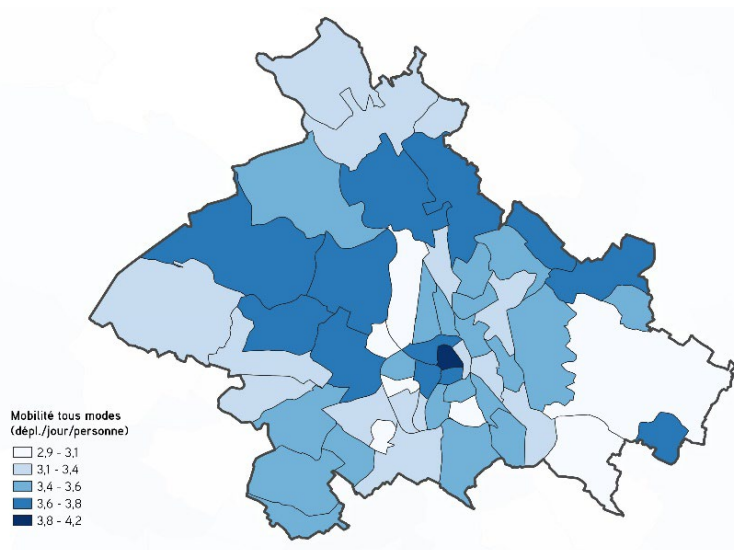 Mobilité tous modes
(dépl./jour/personne)
2,9 - 3,1
3,1 - 3,4
3,4 - 3,6
3,6 - 3,8
3,8 - 4,2